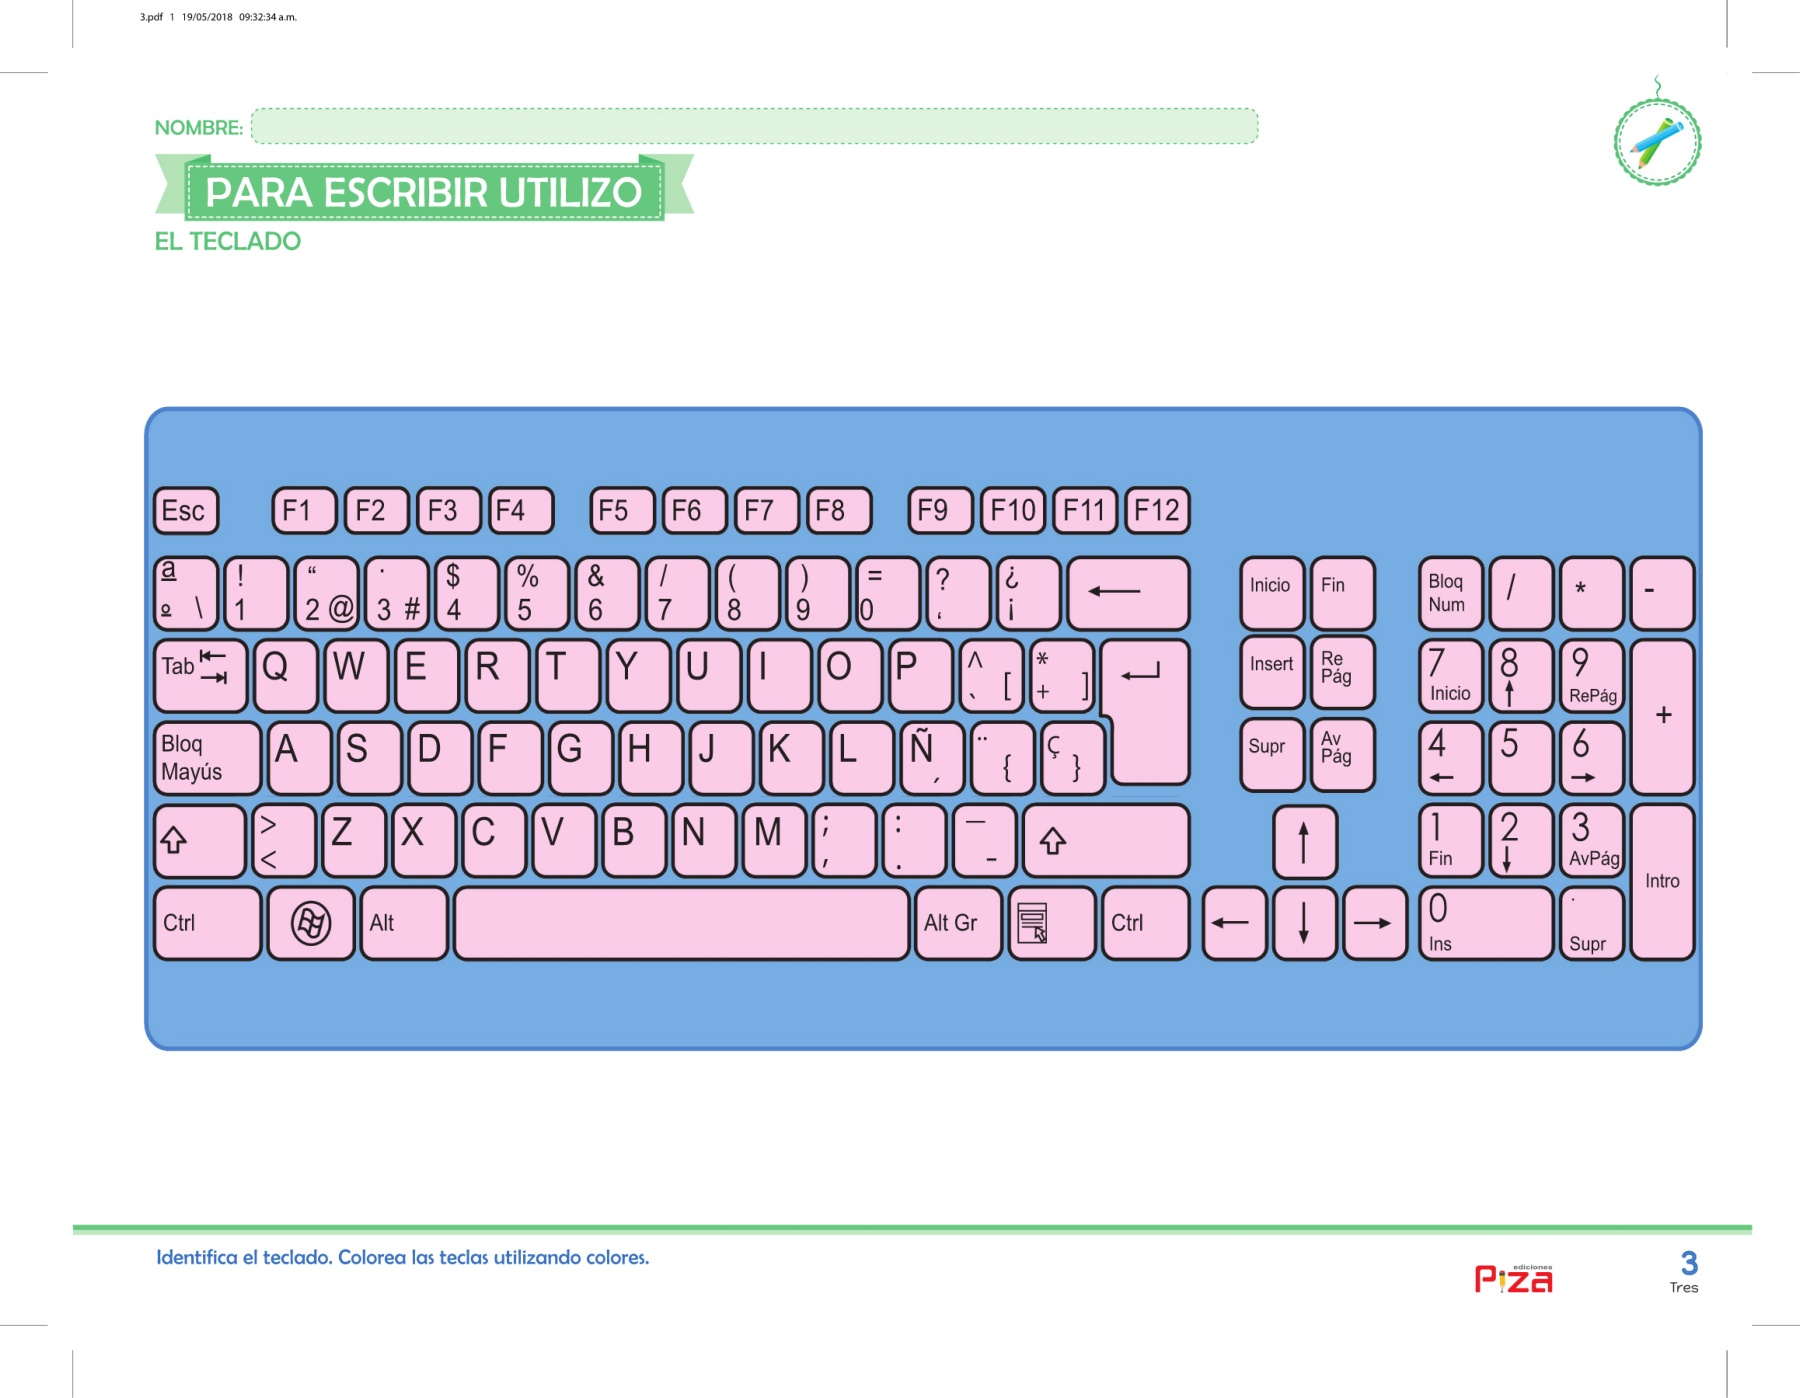 3.pdf 1 19/05/2018 09:32:34 a.m.
NOMBRE:
PARA ESCRIBIR UTILIZO
EL TECLADO
Esc F1 F2 F3 F4 F5 F6 F7 F8 F9 F10 F11 F12
ª ! “ · $ % & / ( ) = ? ¿
º \ 1 2 @ 3 # 4 5 6 7 8 9 0 ‘ ¡ ← Inicio Fin Bloq Num / * -
Tab Q W E R T Y U I O P ^ ` [ * + ] ↵ Insert Re Pág 7 Inicio 8 ↑ 9 RePág +
Bloq Mayús A S D F G H J K L Ñ ´ ¨ { Ç } Supr Av Pág 4 ← 5 6 →
⇧ > < Z X C V B N M ; , : . _ - ⇧ ↑ 1 Fin 2 ↓ 3 AvPág Intro
Ctrl Alt Alt Gr Ctrl ← ↓ → 0 Ins . Supr
Identifica el teclado. Colorea las teclas utilizando colores.
ediciones
Piza
3
Tres